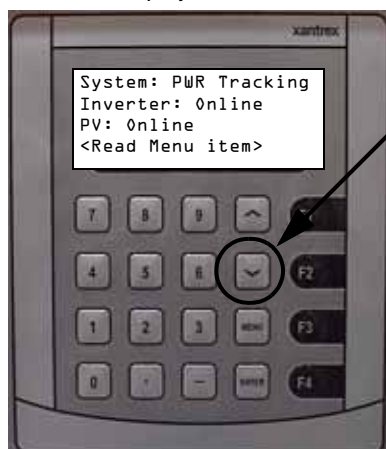 xantrex
System: PWR Tracking
Inverter: Online
PV: Online
<Read Menu item>
7 8 9
4 5 6 F2
1 2 3 MENU F3
0 · − ENTER F4